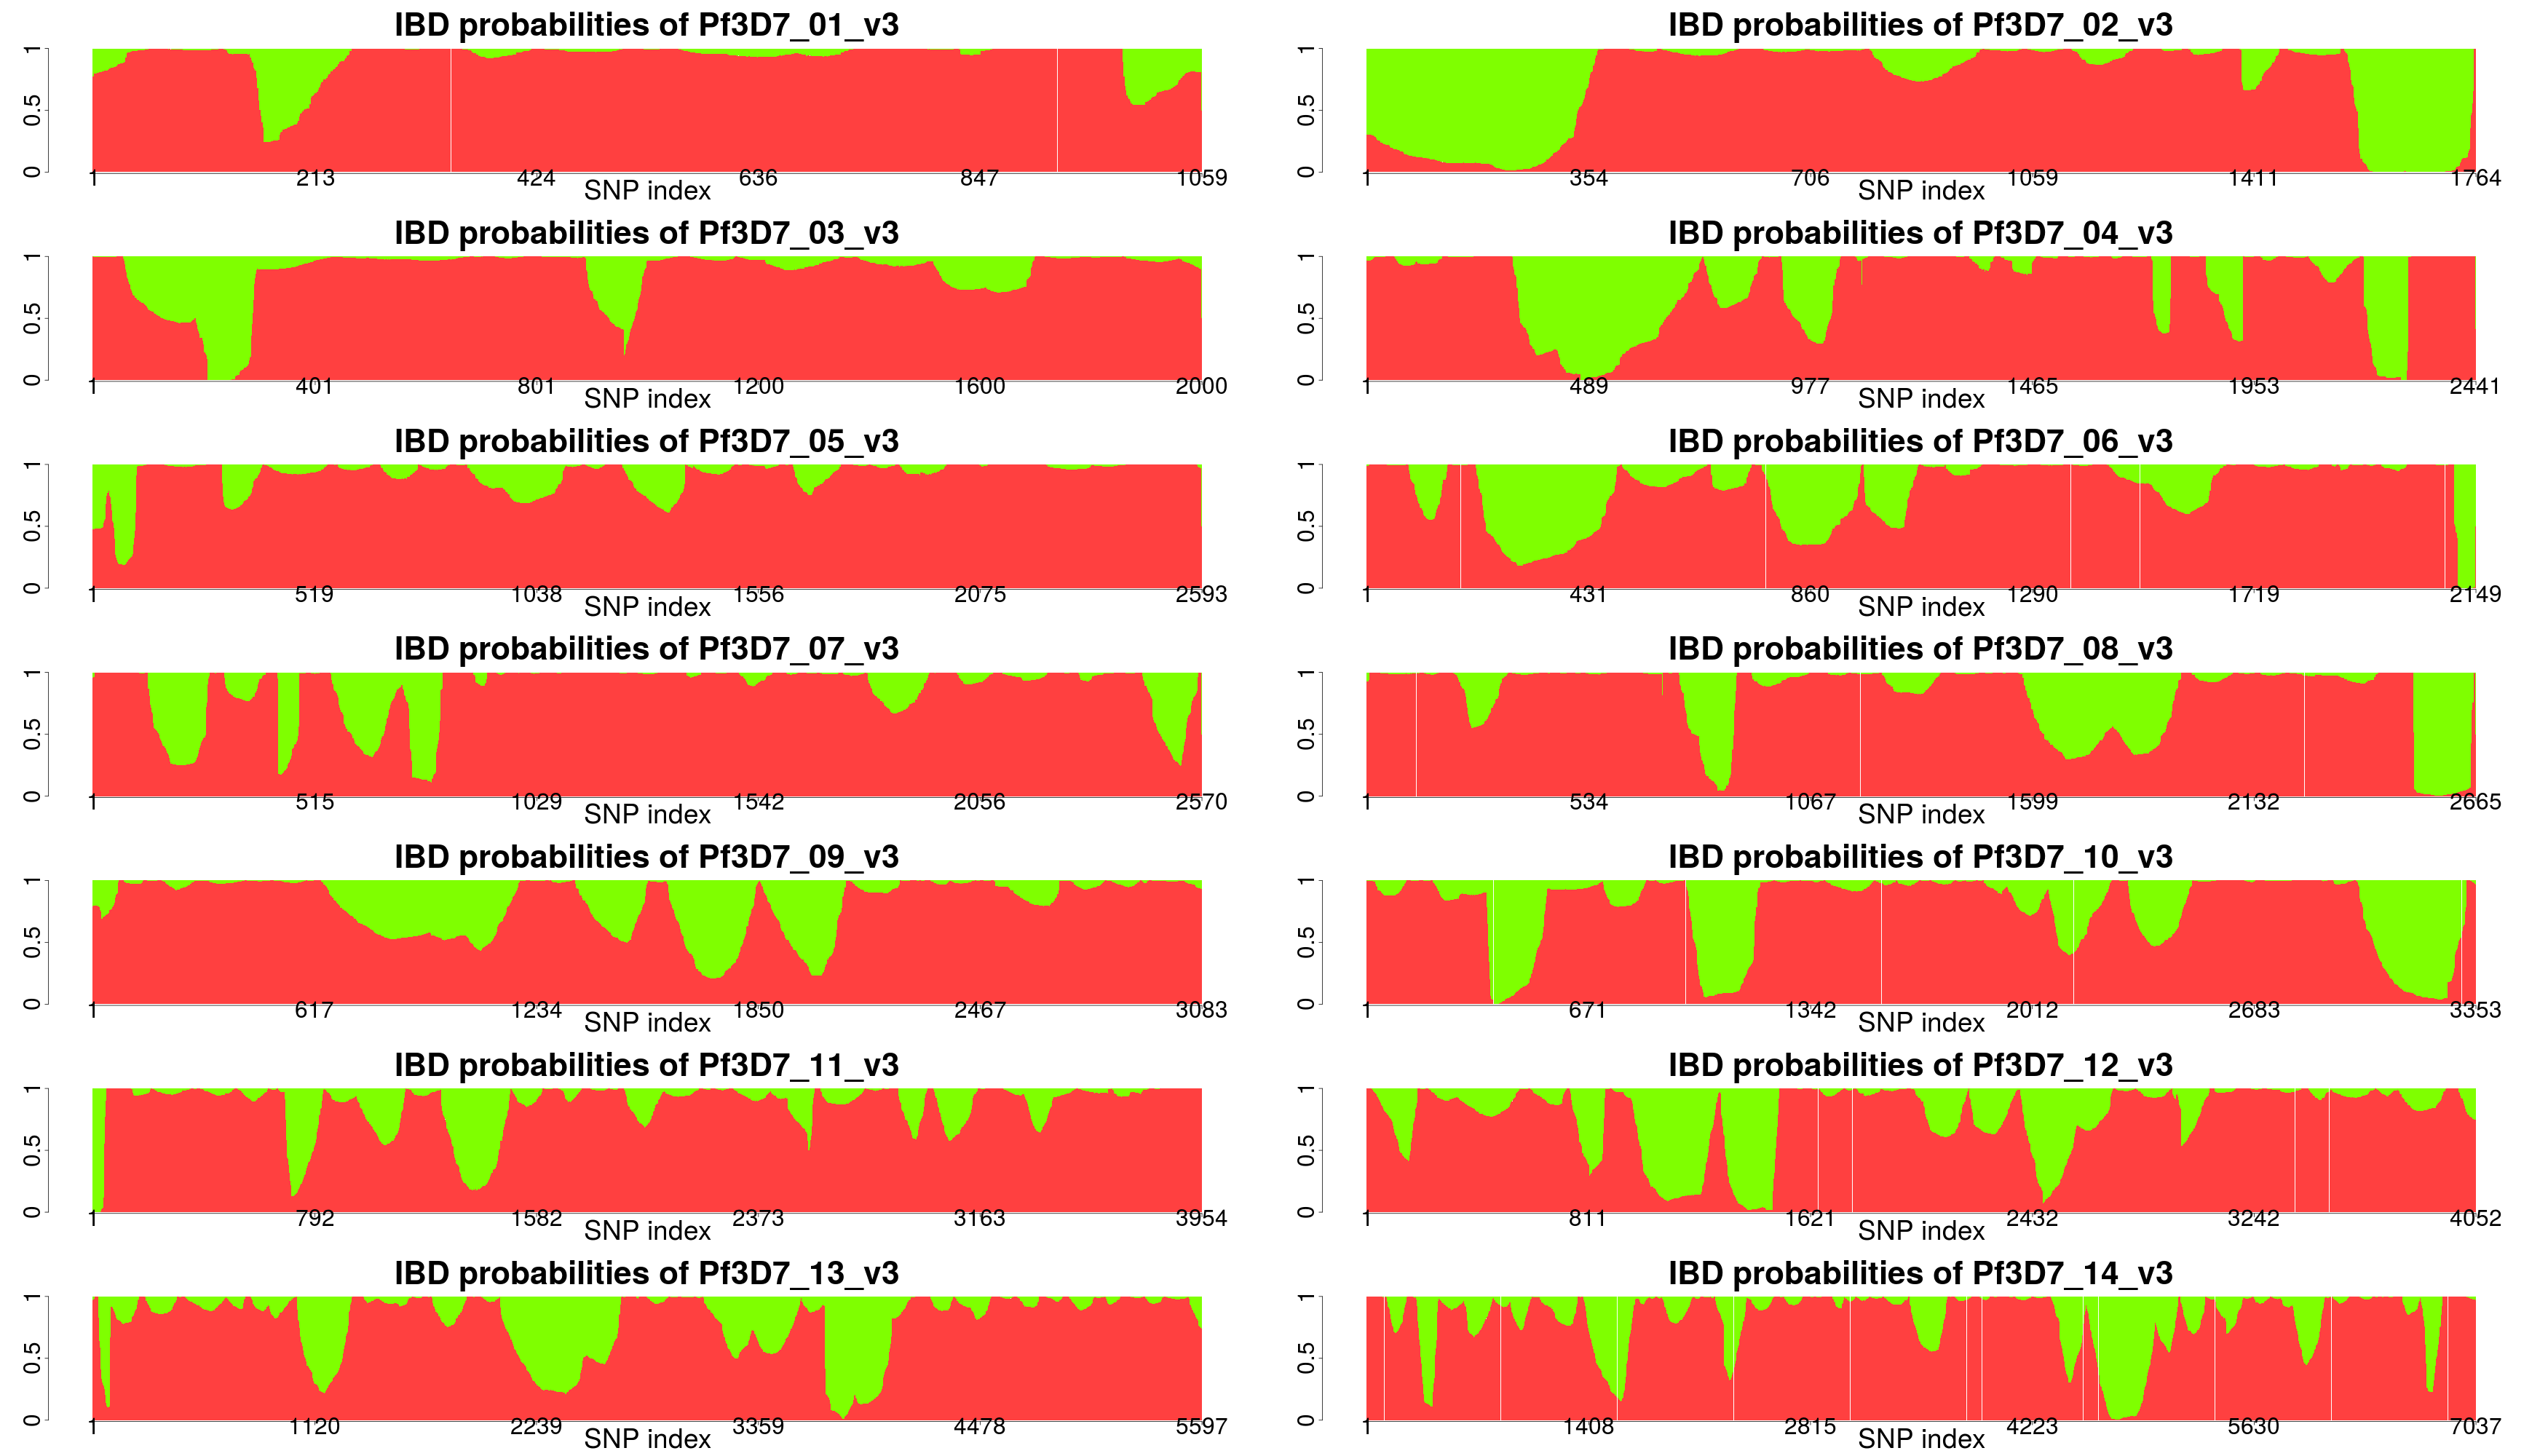 IBD probabilities of Pf3D7_01_v3
0 0.5 1
1 213 424 636 847 1059
SNP index
IBD probabilities of Pf3D7_02_v3
0 0.5 1
1 354 706 1059 1411 1764
SNP index
IBD probabilities of Pf3D7_03_v3
0 0.5 1
1 401 801 1200 1600 2000
SNP index
IBD probabilities of Pf3D7_04_v3
0 0.5 1
1 489 977 1465 1953 2441
SNP index
IBD probabilities of Pf3D7_05_v3
0 0.5 1
1 519 1038 1556 2075 2593
SNP index
IBD probabilities of Pf3D7_06_v3
0 0.5 1
1 431 860 1290 1719 2149
SNP index
IBD probabilities of Pf3D7_07_v3
0 0.5 1
1 515 1029 1542 2056 2570
SNP index
IBD probabilities of Pf3D7_08_v3
0 0.5 1
1 534 1067 1599 2132 2665
SNP index
IBD probabilities of Pf3D7_09_v3
0 0.5 1
1 617 1234 1850 2467 3083
SNP index
IBD probabilities of Pf3D7_10_v3
0 0.5 1
1 671 1342 2012 2683 3353
SNP index
IBD probabilities of Pf3D7_11_v3
0 0.5 1
1 792 1582 2373 3163 3954
SNP index
IBD probabilities of Pf3D7_12_v3
0 0.5 1
1 811 1621 2432 3242 4052
SNP index
IBD probabilities of Pf3D7_13_v3
0 0.5 1
1 1120 2239 3359 4478 5597
SNP index
IBD probabilities of Pf3D7_14_v3
0 0.5 1
1 1408 2815 4223 5630 7037
SNP index